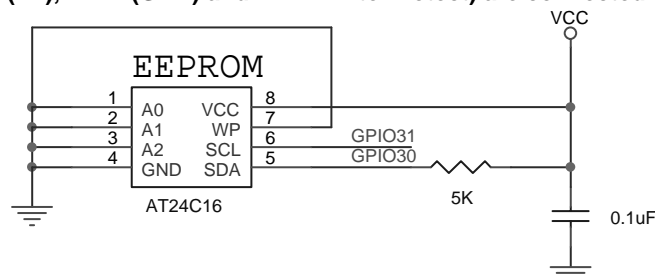 VCC
EEPROM
1 A0 VCC 8
2 A1 WP 7
3 A2 SCL 6 GPIO31
4 GND SDA 5 GPIO30
AT24C16
5K
0.1uF